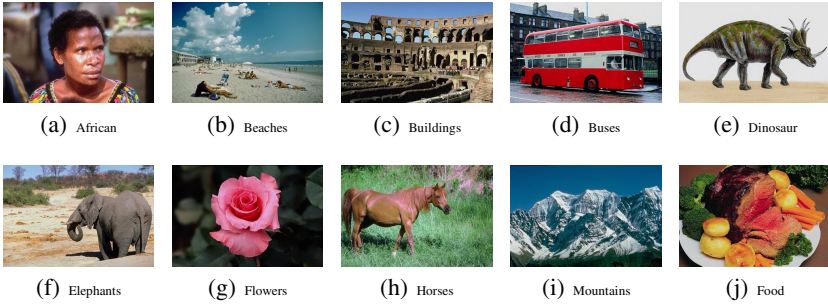 (a) African
(b) Beaches
(c) Buildings
(d) Buses
(e) Dinosaur
(f) Elephants
(g) Flowers
(h) Horses
(i) Mountains
(j) Food